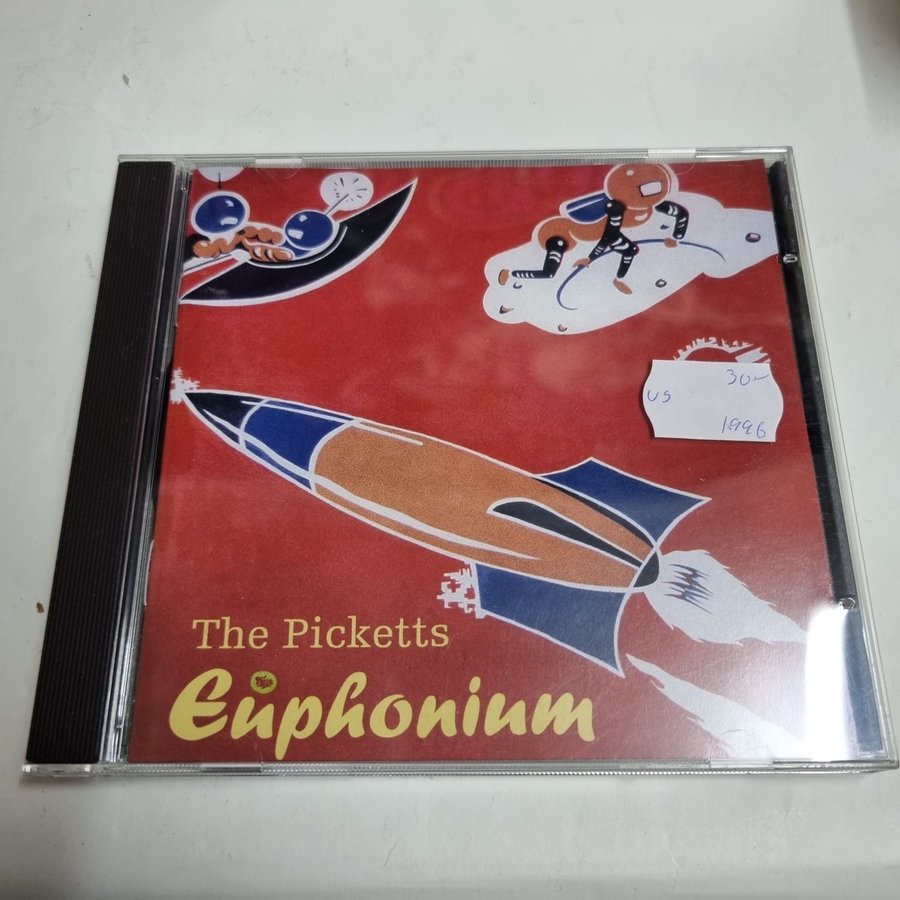 30-
US
1996
The Picketts
Euphonium